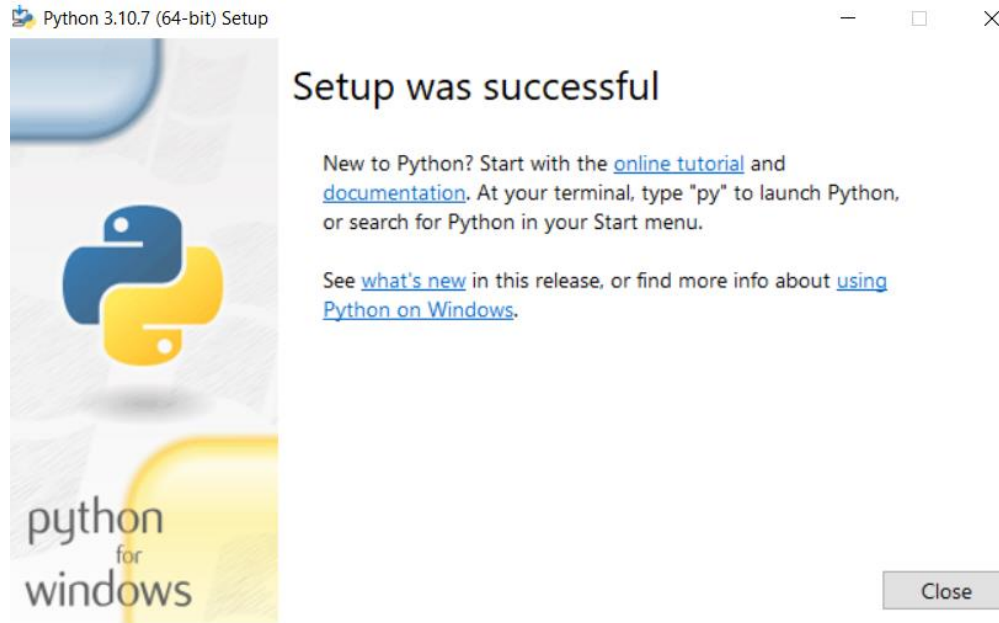 Python 3.10.7 (64-bit) Setup
Setup was successful
New to Python? Start with the online tutorial and
documentation. At your terminal, type "py" to launch Python,
or search for Python in your Start menu.
See what's new in this release, or find more info about using
Python on Windows.
python
for
windows
Close